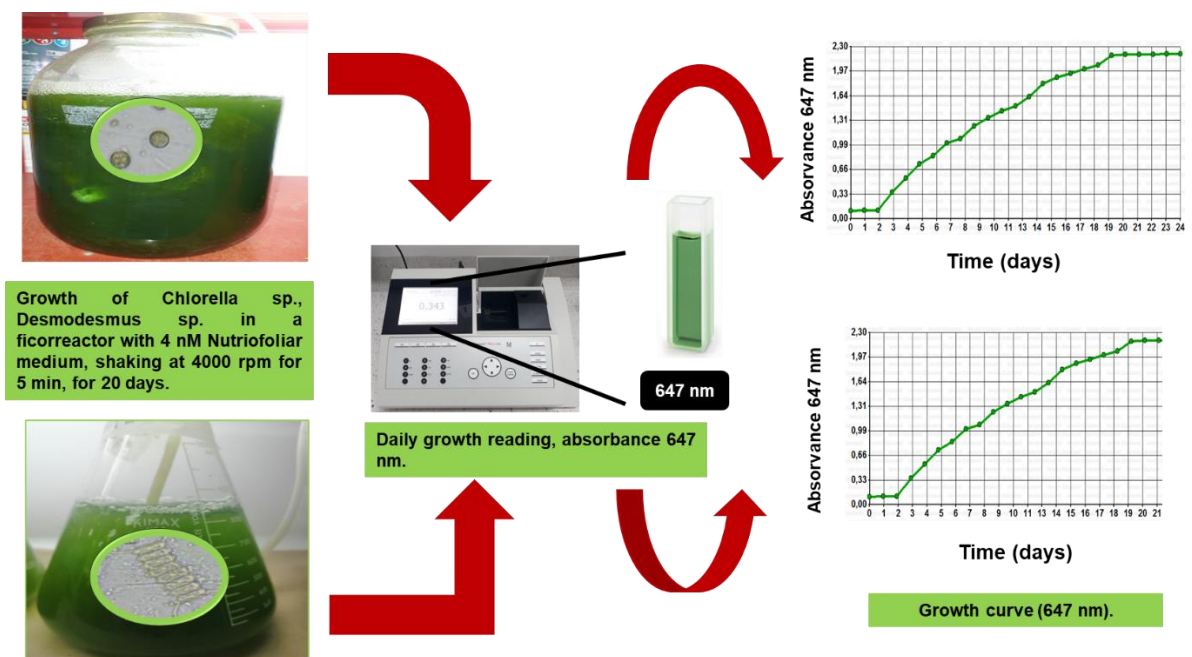 Growth of Chlorella sp.,
Desmodesmus sp. in a
ficorreactor with 4 nM Nutriofoliar
medium, shaking at 4000 rpm for
5 min, for 20 days.
KIMAX
0.343
Daily growth reading, absorbance 647
nm.
647 nm
Absorvance 647 nm
2,30
1,97
1,64
1,31
0,99
0,66
0,33
0,00
0 1 2 3 4 5 6 7 8 9 10 11 12 13 14 15 16 17 18 19 20 21 22 23 24
Time (days)
Absorvance 647 nm
2,30
1,97
1,64
1,31
0,99
0,66
0,33
0,00
0 1 2 3 4 5 6 7 8 9 10 11 12 13 14 15 16 17 18 19 20 21
Time (days)
Growth curve (647 nm).